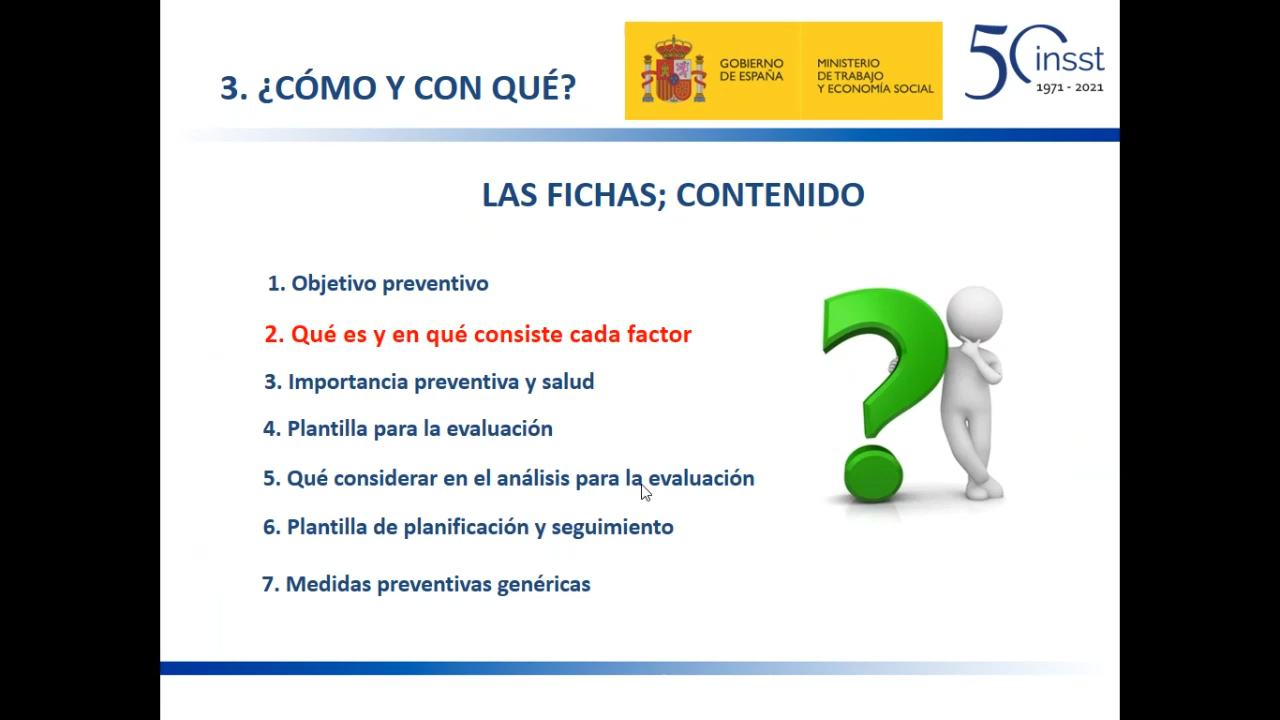 3. ¿CÓMO Y CON QUÉ?
GOBIERNO
DE ESPAÑA
MINISTERIO
DE TRABAJO
Y ECONOMÍA SOCIAL
50 insst
1971 - 2021
LAS FICHAS; CONTENIDO
1. Objetivo preventivo
2. Qué es y en qué consiste cada factor
3. Importancia preventiva y salud
4. Plantilla para la evaluación
5. Qué considerar en el análisis para la evaluación
6. Plantilla de planificación y seguimiento
7. Medidas preventivas genéricas